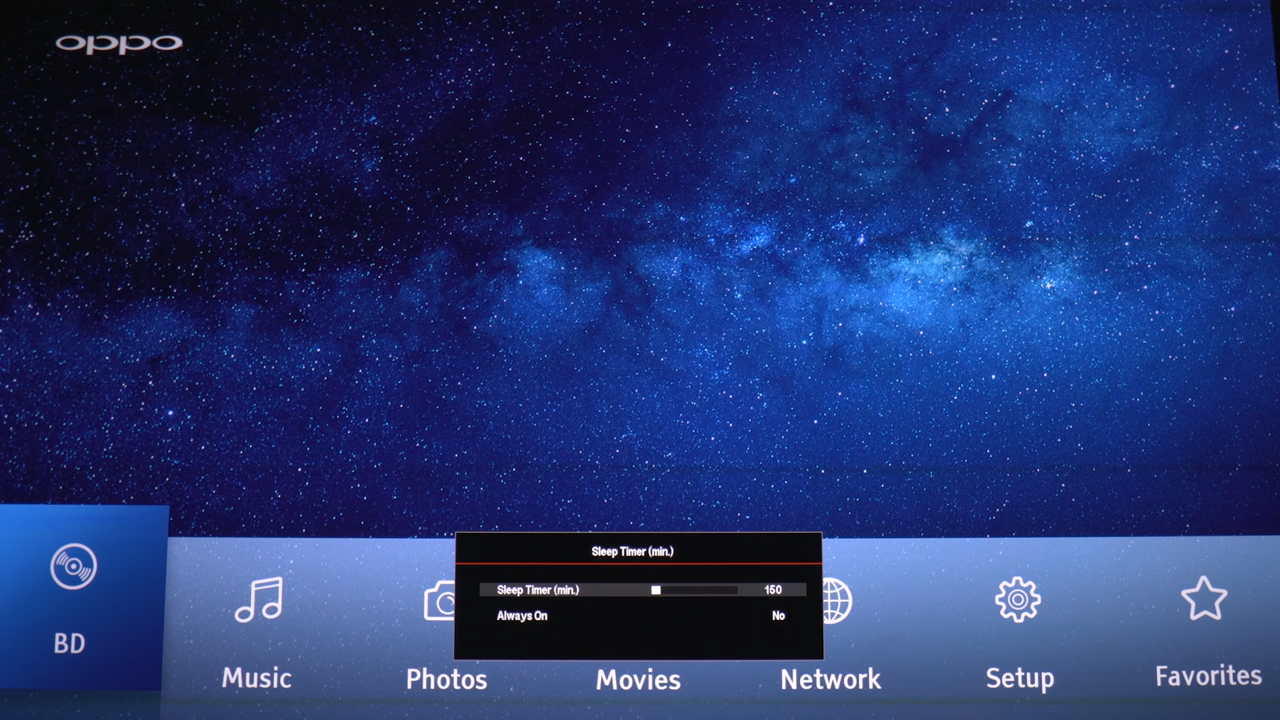 oppo
Sleep Timer (min.)
Sleep Timer (min.) 150
Always On No
BD
Music
Photos
Movies
Network
Setup
Favorites